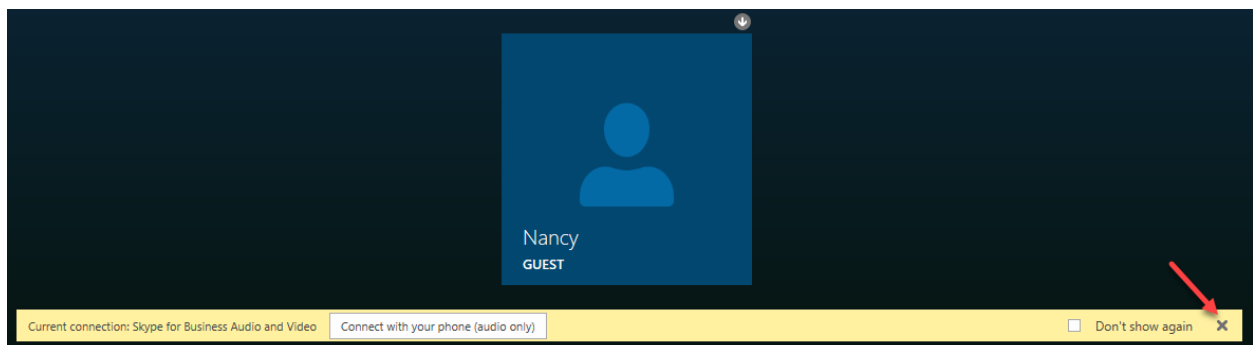 Nancy
GUEST
Current connection: Skype for Business Audio and Video Connect with your phone (audio only) Don't show again